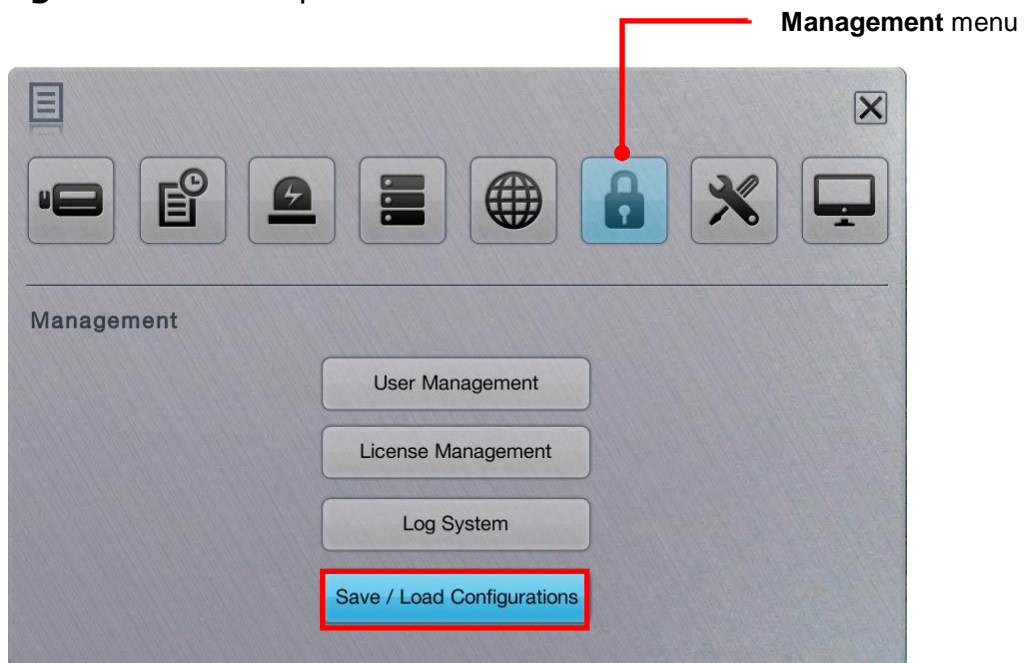 Management menu
Management
User Management
License Management
Log System
Save / Load Configurations